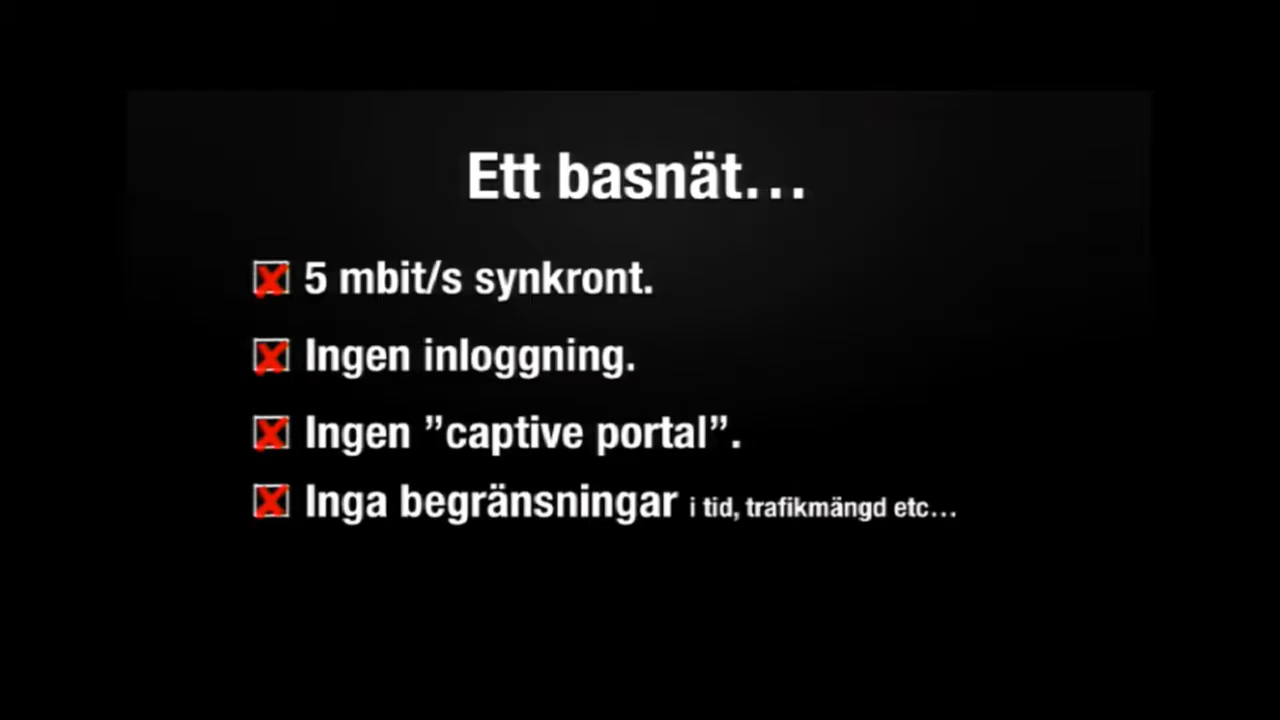 Ett basnät...
5 mbit/s synkront.
Ingen inloggning.
Ingen ”captive portal”.
Inga begränsningar i tid, trafikmängd etc...